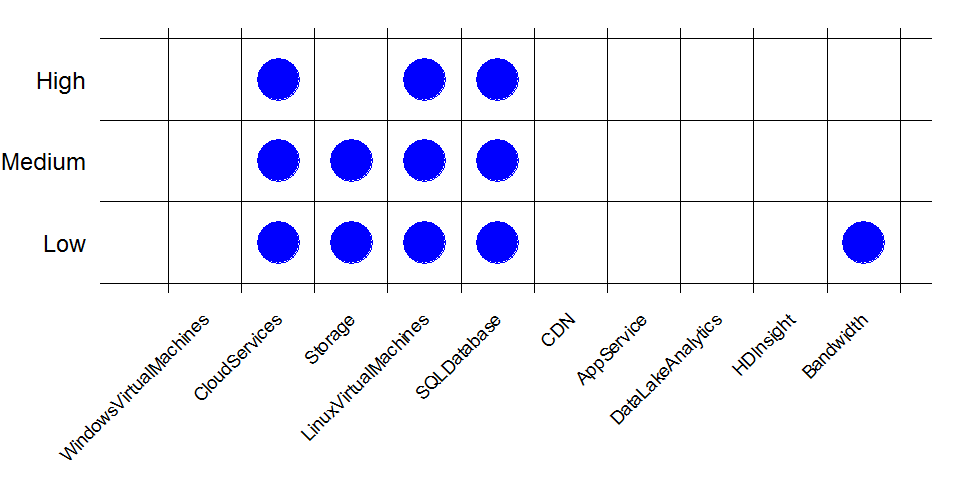 High
Medium
Low
WindowsVirtualMachines
CloudServices
Storage
LinuxVirtualMachines
SQLDatabase
CDN
AppService
DataLakeAnalytics
HDInsight
Bandwidth